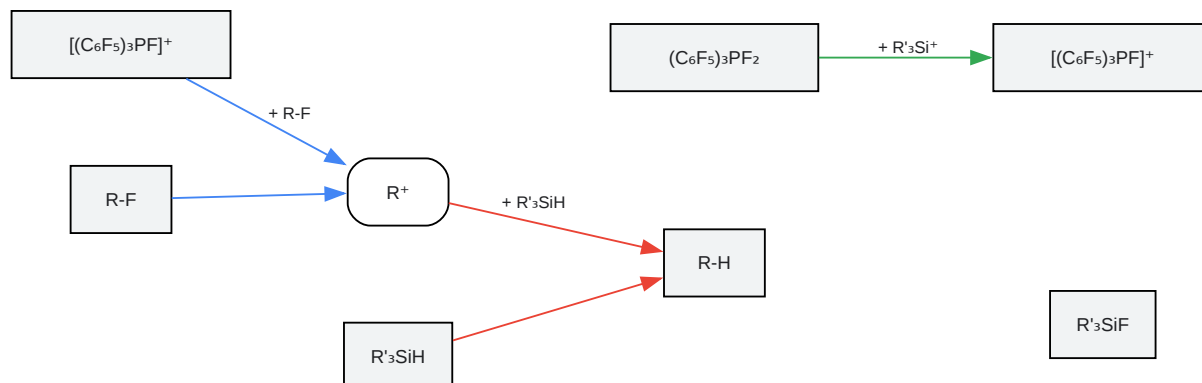 [(C₆F₅)₃PF]⁺
(C₆F₅)₃PF₂
+ R'₃Si⁺
[(C₆F₅)₃PF]⁺
+ R-F
R-F
R⁺
+ R'₃SiH
R-H
R'₃SiF
R'₃SiH